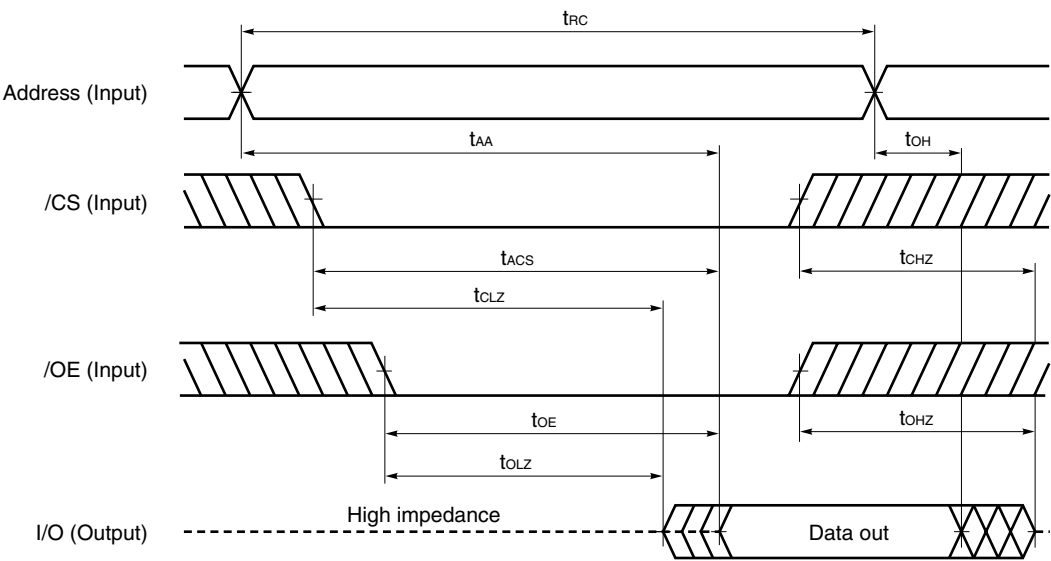 tRC
Address (Input)
tAA
tOH
/CS (Input)
tACS
tCHZ
tCLZ
/OE (Input)
tOE
tOHZ
tOLZ
High impedance
I/O (Output)
Data out